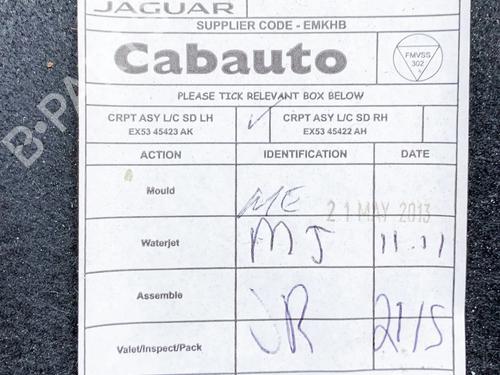 JAGUAR
SUPPLIER CODE - EMKHB
Cabauto
FMVSS
302
PLEASE TICK RELEVANT BOX BELOW
CRPT ASY L/C SD LH
EX53 45423 AK
CRPT ASY L/C SD RH
EX53 45422 AH
ACTION IDENTIFICATION DATE
Mould ME 21 MAY 2013
Waterjet MJ 11.11
Assemble JR 21/5
Valet/Inspect/Pack